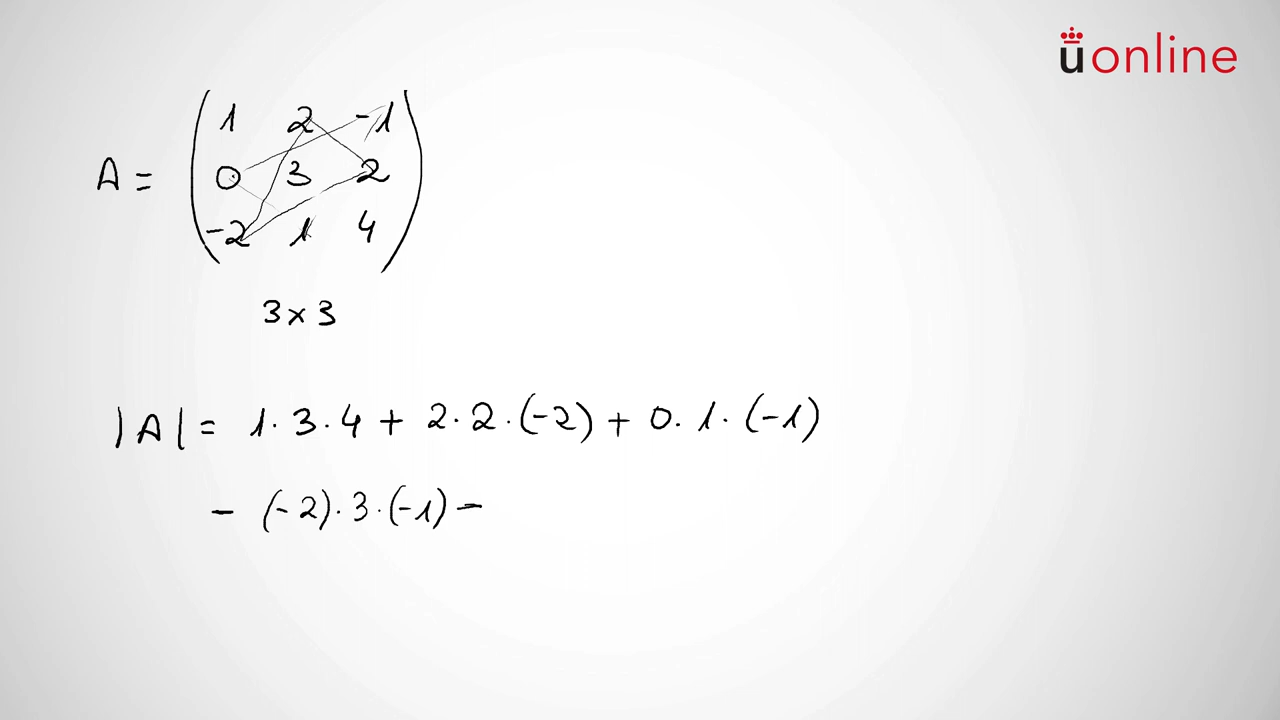 ūonline
1 2 -1
A = 0 3 2
-2 1 4
3 x 3
|A| = 1 · 3 · 4 + 2 · 2 · (-2) + 0 · 1 · (-1)
- (-2) · 3 · (-1) -